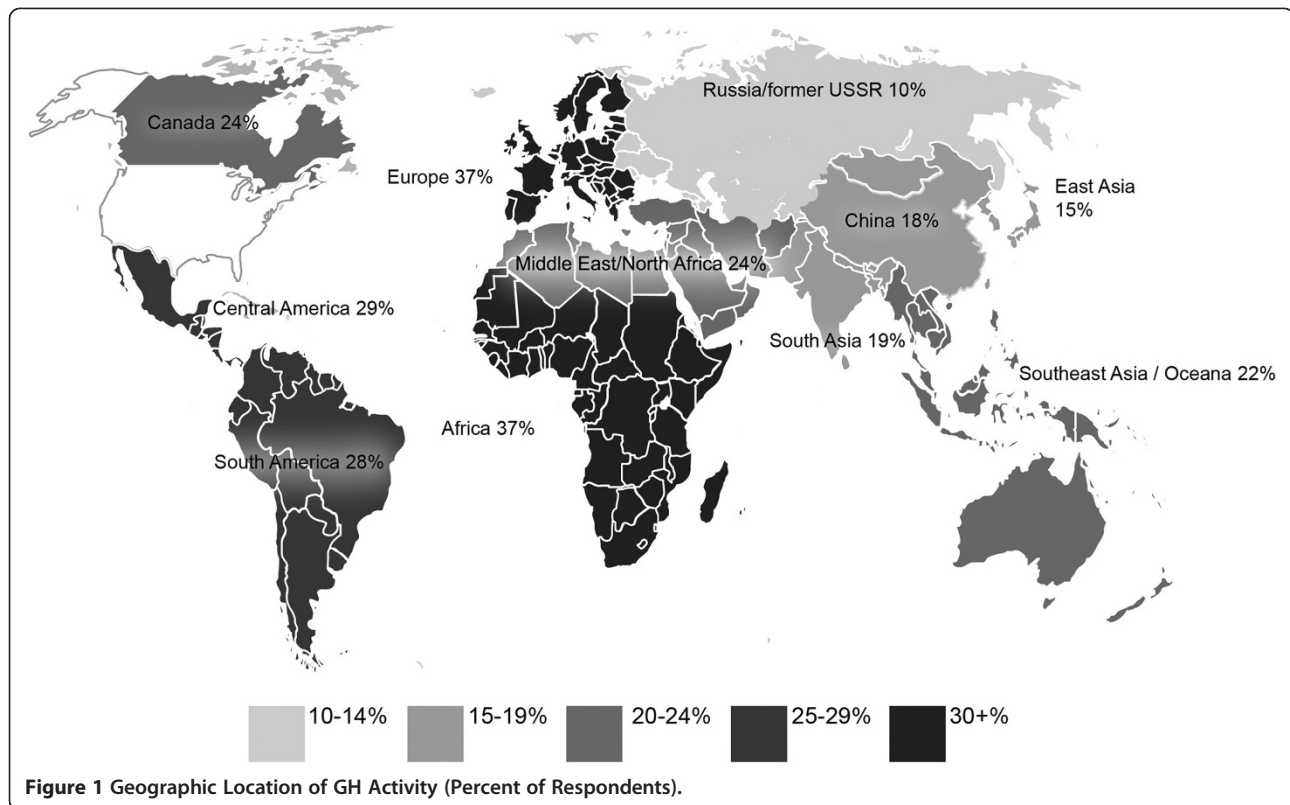 Russia/former USSR 10%
Canada 24%
Europe 37%
East Asia
15%
China 18%
Middle East/North Africa 24%
Central America 29%
South Asia 19%
Southeast Asia / Oceana 22%
Africa 37%
South America 28%
10-14%
15-19%
20-24%
25-29%
30+%
Figure 1 Geographic Location of GH Activity (Percent of Respondents).